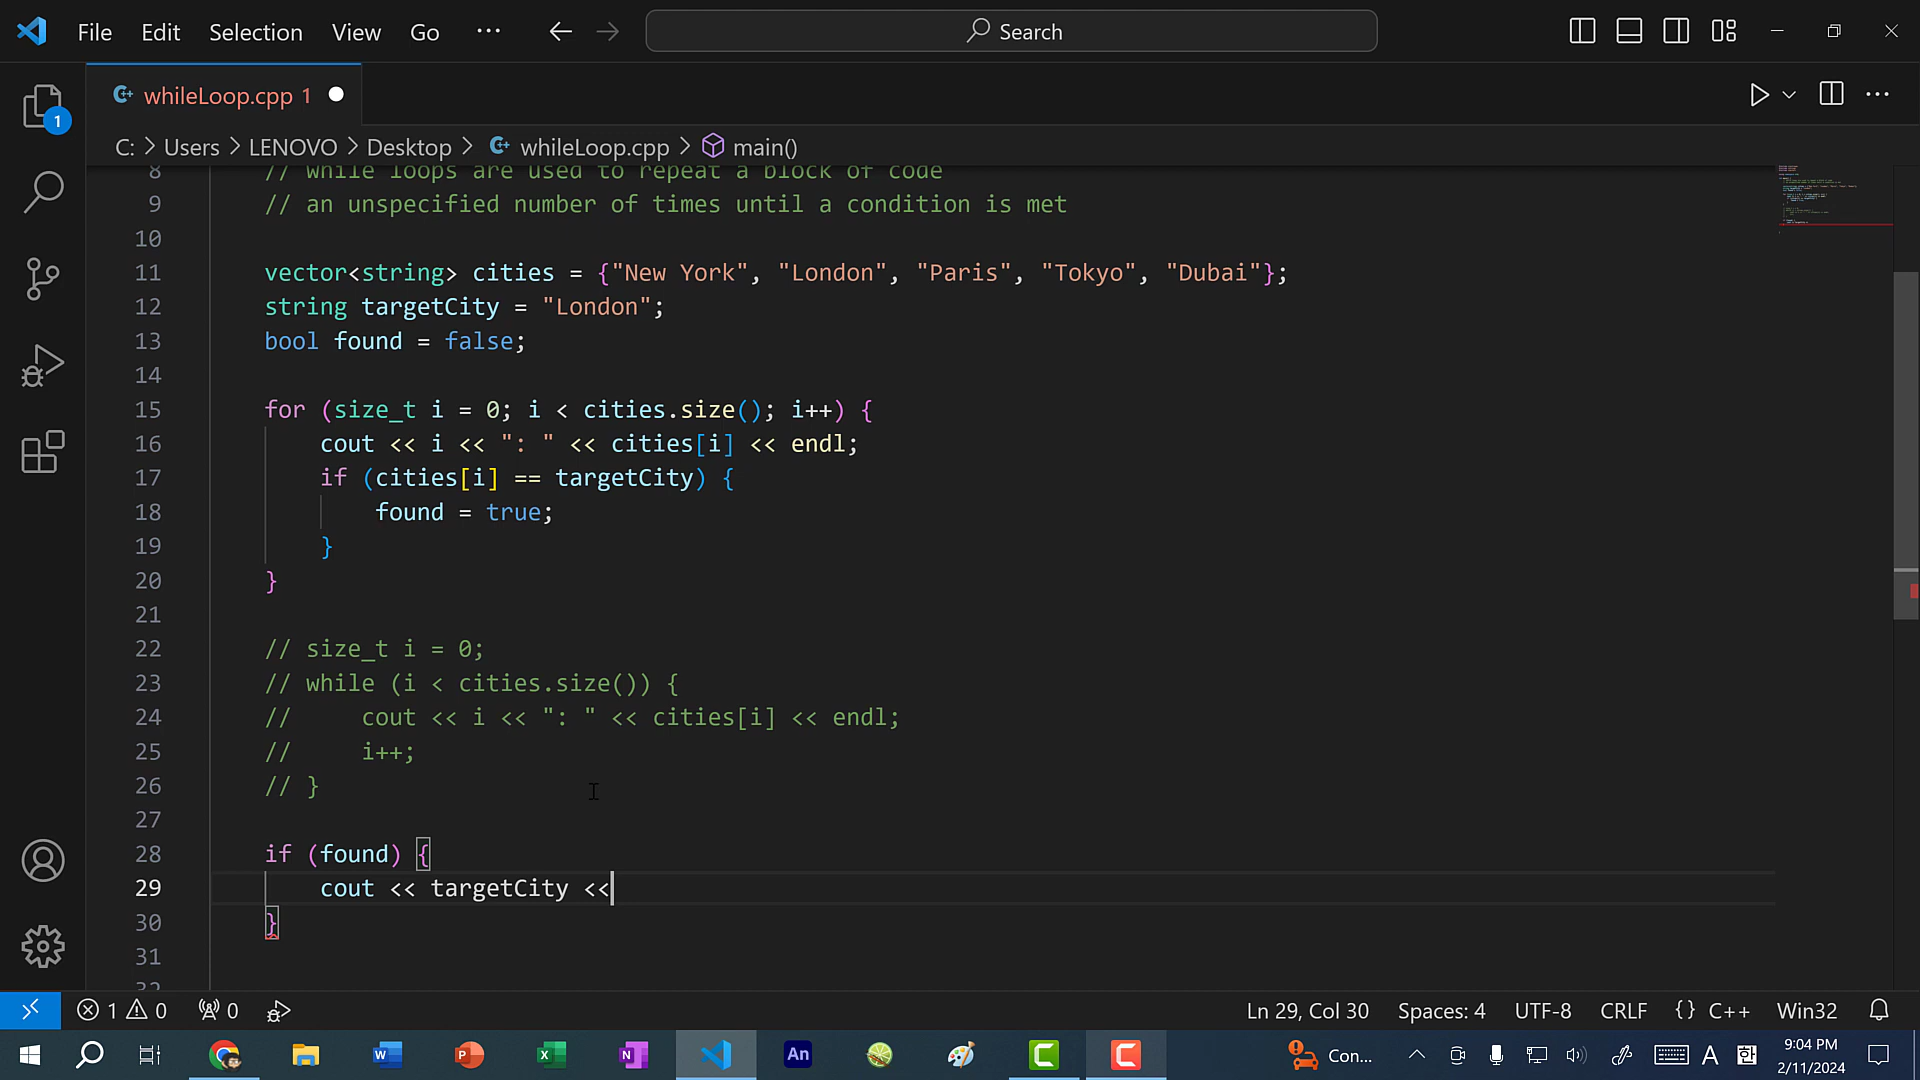 File Edit Selection View Go ··· Search
whileLoop.cpp 1
C: > Users > LENOVO > Desktop > whileLoop.cpp > main()
8 // while loops are used to repeat a block of code
9 // an unspecified number of times until a condition is met
10
11 vector<string> cities = {"New York", "London", "Paris", "Tokyo", "Dubai"};
12 string targetCity = "London";
13 bool found = false;
14
15 for (size_t i = 0; i < cities.size(); i++) {
16 cout << i << ": " << cities[i] << endl;
17 if (cities[i] == targetCity) {
18 found = true;
19 }
20 }
21
22 // size_t i = 0;
23 // while (i < cities.size()) {
24 // cout << i << ": " << cities[i] << endl;
25 // i++;
26 // }
27
28 if (found) {
29 cout << targetCity <<
30 }
31
32
1
1 0 0 Ln 29, Col 30 Spaces: 4 UTF-8 CRLF {} C++ Win32
W P X N An C C Con... A 한 9:04 PM
2/11/2024